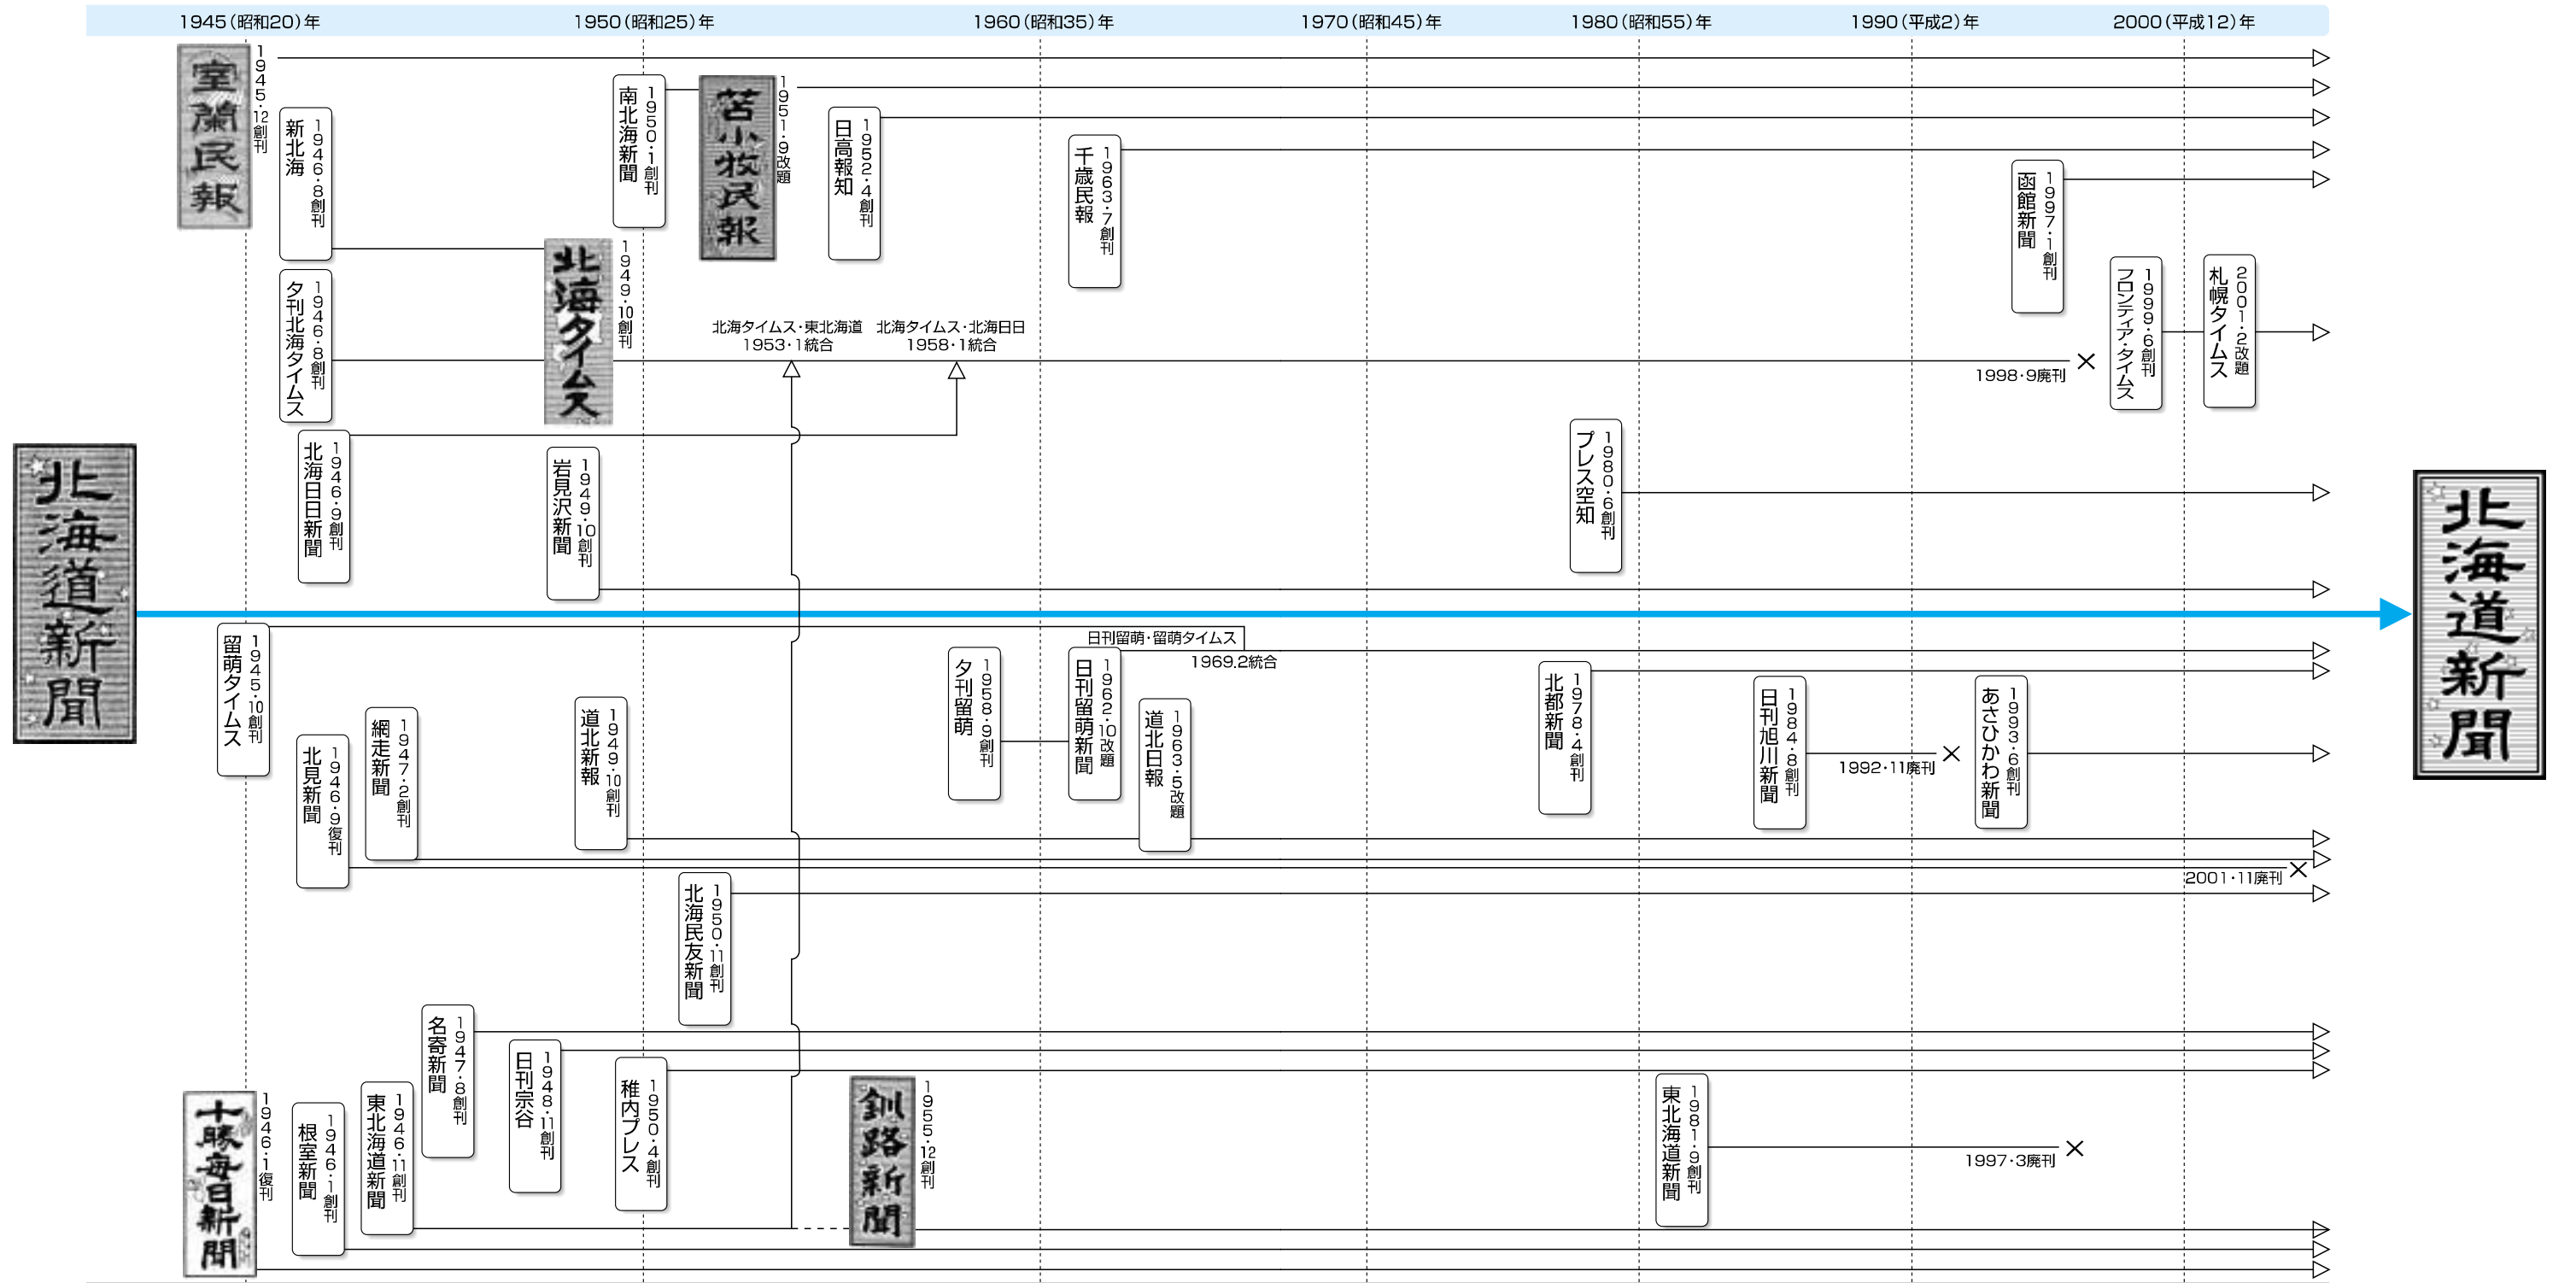 1945(昭和20)年
1950(昭和25)年
1960(昭和35)年
1970(昭和45)年
1980(昭和55)年
1990(平成2)年
2000(平成12)年
室蘭民報
1945・12創刊
新北海
1946・8創刊
南北海新聞
1950・1創刊
苫小牧民報
1951・9改題
日高報知
1952・4創刊
千歳民報
1963・7創刊
函館新聞
1997・1創刊
夕刊北海タイムス
1946・8創刊
北海タイムス
1949・10創刊
北海タイムス・東北海道
1953・1統合
北海タイムス・北海日日
1958・1統合
1998・9廃刊
フロンティア・タイムス
1999・6創刊
札幌タイムス
2001・2改題
北海道新聞
北海日日新聞
1946・9創刊
岩見沢新聞
1949・10創刊
プレス空知
1980・6創刊
北海道新聞
留萌タイムス
1945・10創刊
日刊留萌・留萌タイムス
1969.2統合
夕刊留萌
1958・9創刊
日刊留萌新聞
1962・10改題
北見新聞
1946・9復刊
網走新聞
1947・2創刊
道北新報
1949・10創刊
道北日報
1963・5改題
北都新聞
1978・4創刊
日刊旭川新聞
1984・8創刊
1992・11廃刊
あさひかわ新聞
1993・6創刊
2001・11廃刊
北海民友新聞
1950・11創刊
名寄新聞
1947・8創刊
日刊宗谷
1948・11創刊
稚内プレス
1950・4創刊
十勝毎日新聞
1946・1復刊
根室新聞
1946・1創刊
東北海道新聞
1946・11創刊
釧路新聞
1955・12創刊
東北海道新聞
1981・9創刊
1997・3廃刊